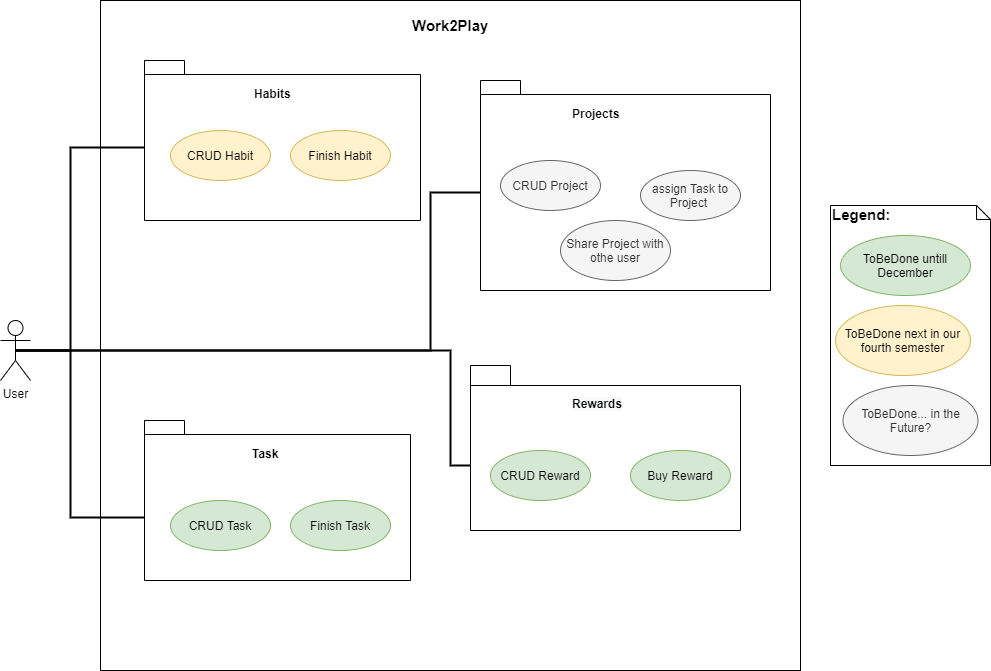 Work2Play
Habits
CRUD Habit
Finish Habit
Projects
CRUD Project
assign Task to
Project
Share Project with
othe user
User
Task
CRUD Task
Finish Task
Rewards
CRUD Reward
Buy Reward
Legend:
ToBeDone untill
December
ToBeDone next in our
fourth semester
ToBeDone... in the
Future?